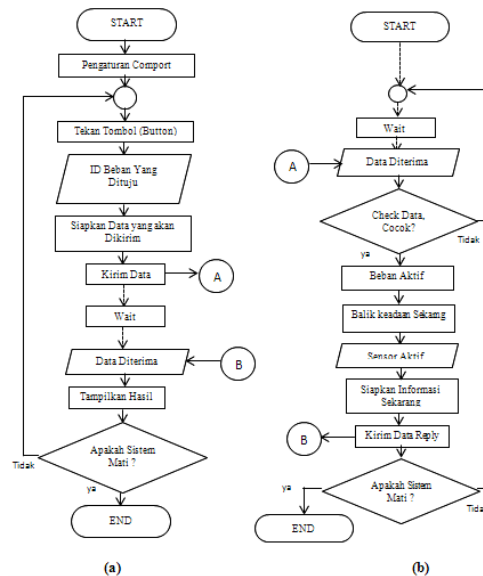 START
Pengaturan Comport
Tekan Tombol (Button)
ID Beban Yang
Dituju
Siapkan Data yang akan
Dikirim
Kirim Data
A
Wait
Data Diterima
B
Tampilkan Hasil
Apakah Sistem
Mati ?
Tidak
ya
END
(a)
START
Wait
A
Data Diterima
Check Data,
Cocok?
Tidak
ya
Beban Aktif
Balik keadaan Sekarang
Sensor Aktif
Siapkan Informasi
Sekarang
B
Kirim Data Reply
Apakah Sistem
Mati ?
ya
Tidak
END
(b)